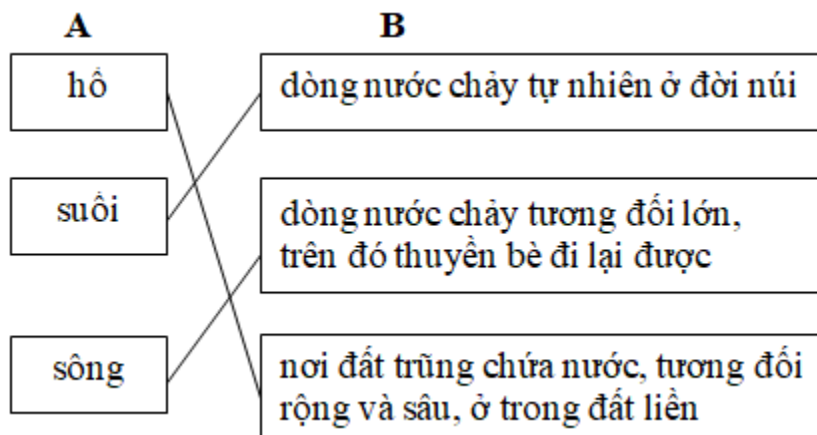 A
B
hồ
dòng nước chảy tự nhiên ở đời núi
suối
dòng nước chảy tương đối lớn,
trên đó thuyền bè đi lại được
sông
nơi đất trũng chứa nước, tương đối
rộng và sâu, ở trong đất liền